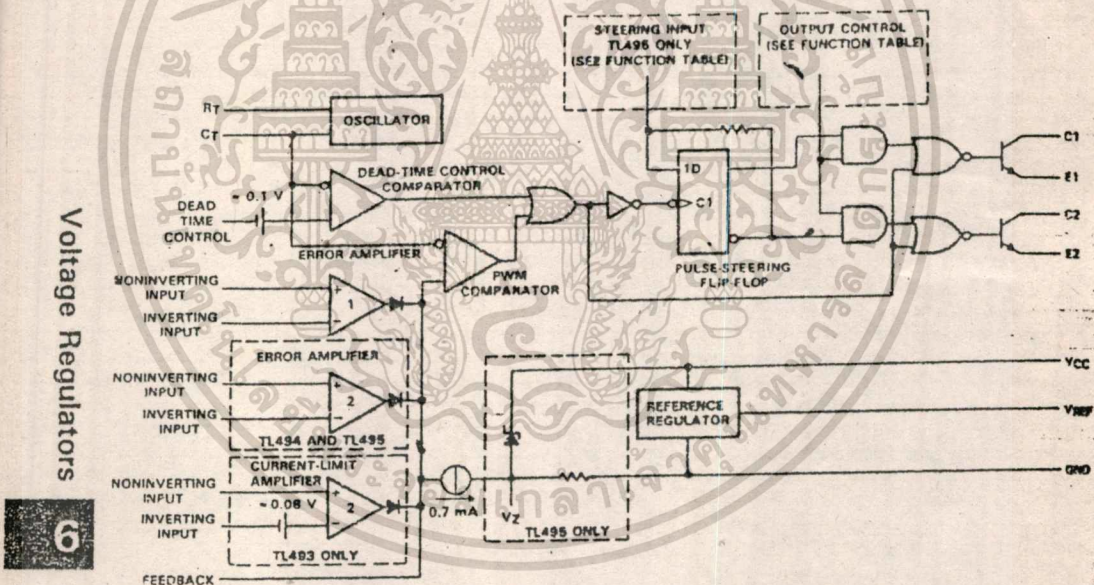 STEERING INPUT
TL495 ONLY
(SEE FUNCTION TABLE)
OUTPUT CONTROL
(SEE FUNCTION TABLE)
RT
CT
OSCILLATOR
DEAD-TIME CONTROL
COMPARATOR
≈ 0.1 V
DEAD
TIME
CONTROL
ERROR AMPLIFIER
PWM
COMPARATOR
1D
C1
PULSE-STEERING
FLIP-FLOP
C1
E1
C2
E2
NONINVERTING
INPUT
INVERTING
INPUT
+
1
−
ERROR AMPLIFIER
NONINVERTING
INPUT
INVERTING
INPUT
+
2
−
TL494 AND TL495
CURRENT-LIMIT
AMPLIFIER
NONINVERTING
INPUT
≈ 0.08 V
INVERTING
INPUT
+
2
−
TL493 ONLY
FEEDBACK
0.7 mA
VZ
TL495 ONLY
REFERENCE
REGULATOR
VCC
VREF
GND
Voltage Regulators
6